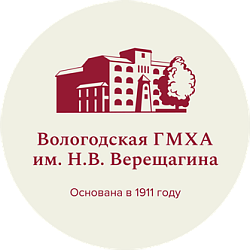 Вологодская ГМХА
им. Н.В. Верещагина
Основана в 1911 году